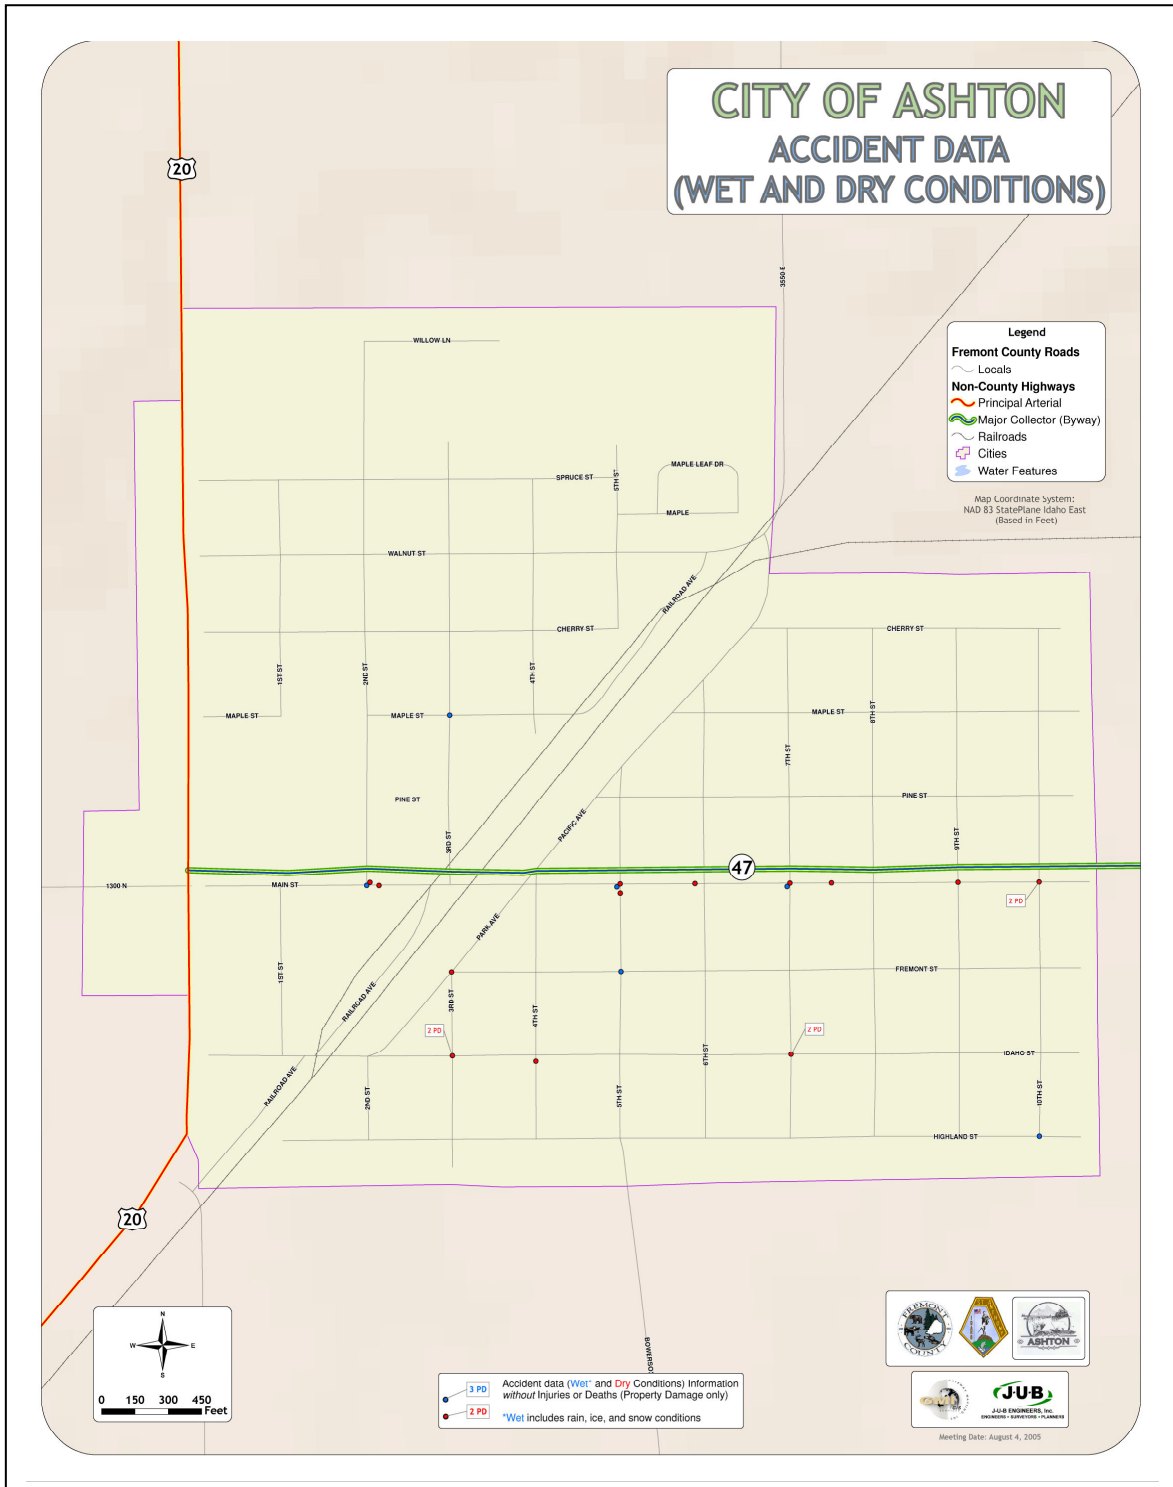 CITY OF ASHTON
ACCIDENT DATA
(WET AND DRY CONDITIONS)
20
3550 E
Legend
Fremont County Roads
Locals
Non-County Highways
Principal Arterial
Major Collector (Byway)
Railroads
Cities
Water Features
Map Coordinate System:
NAD 83 StatePlane Idaho East
(Based in Feet)
WILLOW LN
MAPLE LEAF DR
SPRUCE ST
5TH ST
MAPLE
WALNUT ST
RAILROAD AVE
CHERRY ST
CHERRY ST
1ST ST
2ND ST
4TH ST
MAPLE ST
MAPLE ST
MAPLE ST
8TH ST
7TH ST
PINE ST
PINE ST
PACIFIC AVE
3RD ST
9TH ST
47
1300 N
MAIN ST
2 PD
PARK AVE
1ST ST
FREMONT ST
RAILROAD AVE
3RD ST
4TH ST
2 PD
2 PD
6TH ST
IDAHO ST
RAILROAD AVE
2ND ST
5TH ST
10TH ST
HIGHLAND ST
20
N
W E
S
0 150 300 450
Feet
BOWERSO
3 PD
Accident data (Wet* and Dry Conditions) Information
without Injuries or Deaths (Property Damage only)
2 PD
*Wet includes rain, ice, and snow conditions
FREMONT
COUNTY
ASHTON
J-U-B
J-U-B ENGINEERS, Inc.
ENGINEERS • SURVEYORS • PLANNERS
Meeting Date: August 4, 2005